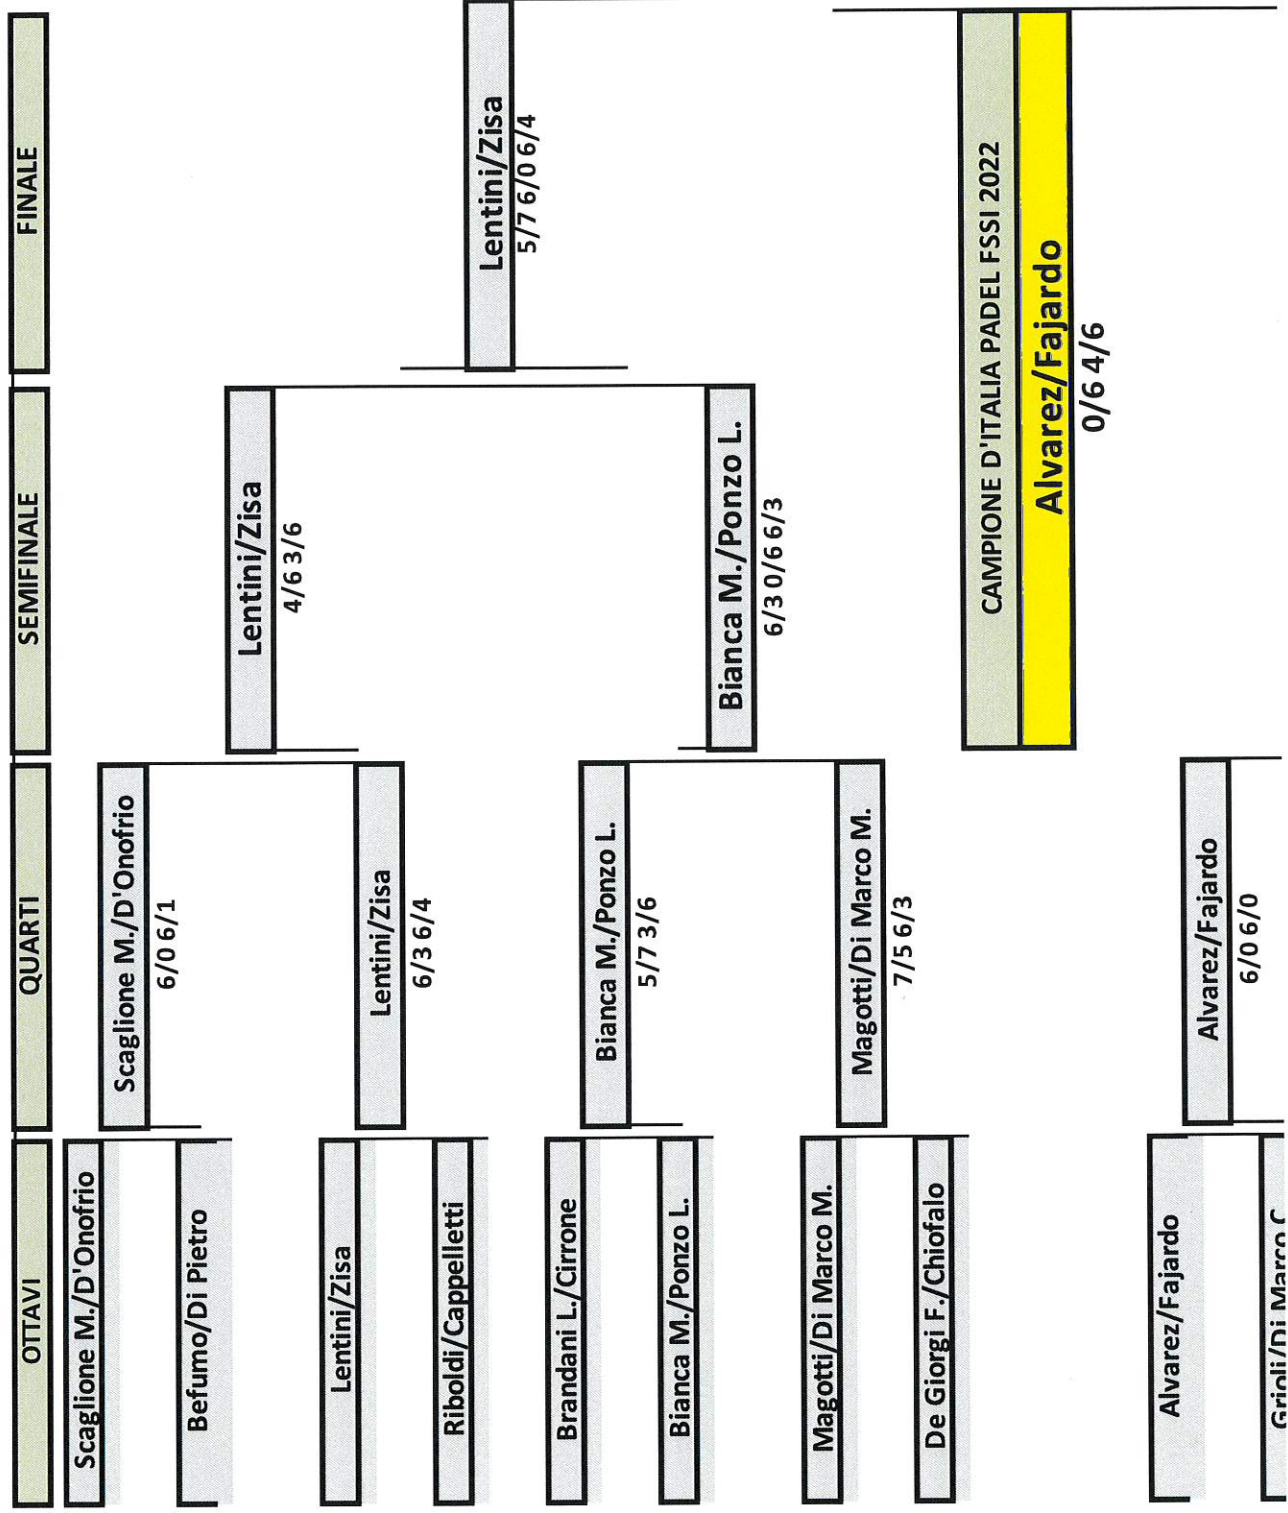 OTTAVI
QUARTI
SEMIFINALE
FINALE
Scaglione M./D'Onofrio
Befumo/Di Pietro
Scaglione M./D'Onofrio
6/0 6/1
Lentini/Zisa
Riboldi/Cappelletti
Lentini/Zisa
6/3 6/4
Lentini/Zisa
4/6 3/6
Brandani L./Cirrone
Bianca M./Ponzo L.
Bianca M./Ponzo L.
5/7 3/6
Magotti/Di Marco M.
De Giorgi F./Chiofalo
Magotti/Di Marco M.
7/5 6/3
Bianca M./Ponzo L.
6/3 0/6 6/3
Lentini/Zisa
5/7 6/0 6/4
CAMPIONE D'ITALIA PADEL FSSI 2022
Alvarez/Fajardo
0/6 4/6
Alvarez/Fajardo
Grioli/Di Marco C
Alvarez/Fajardo
6/0 6/0